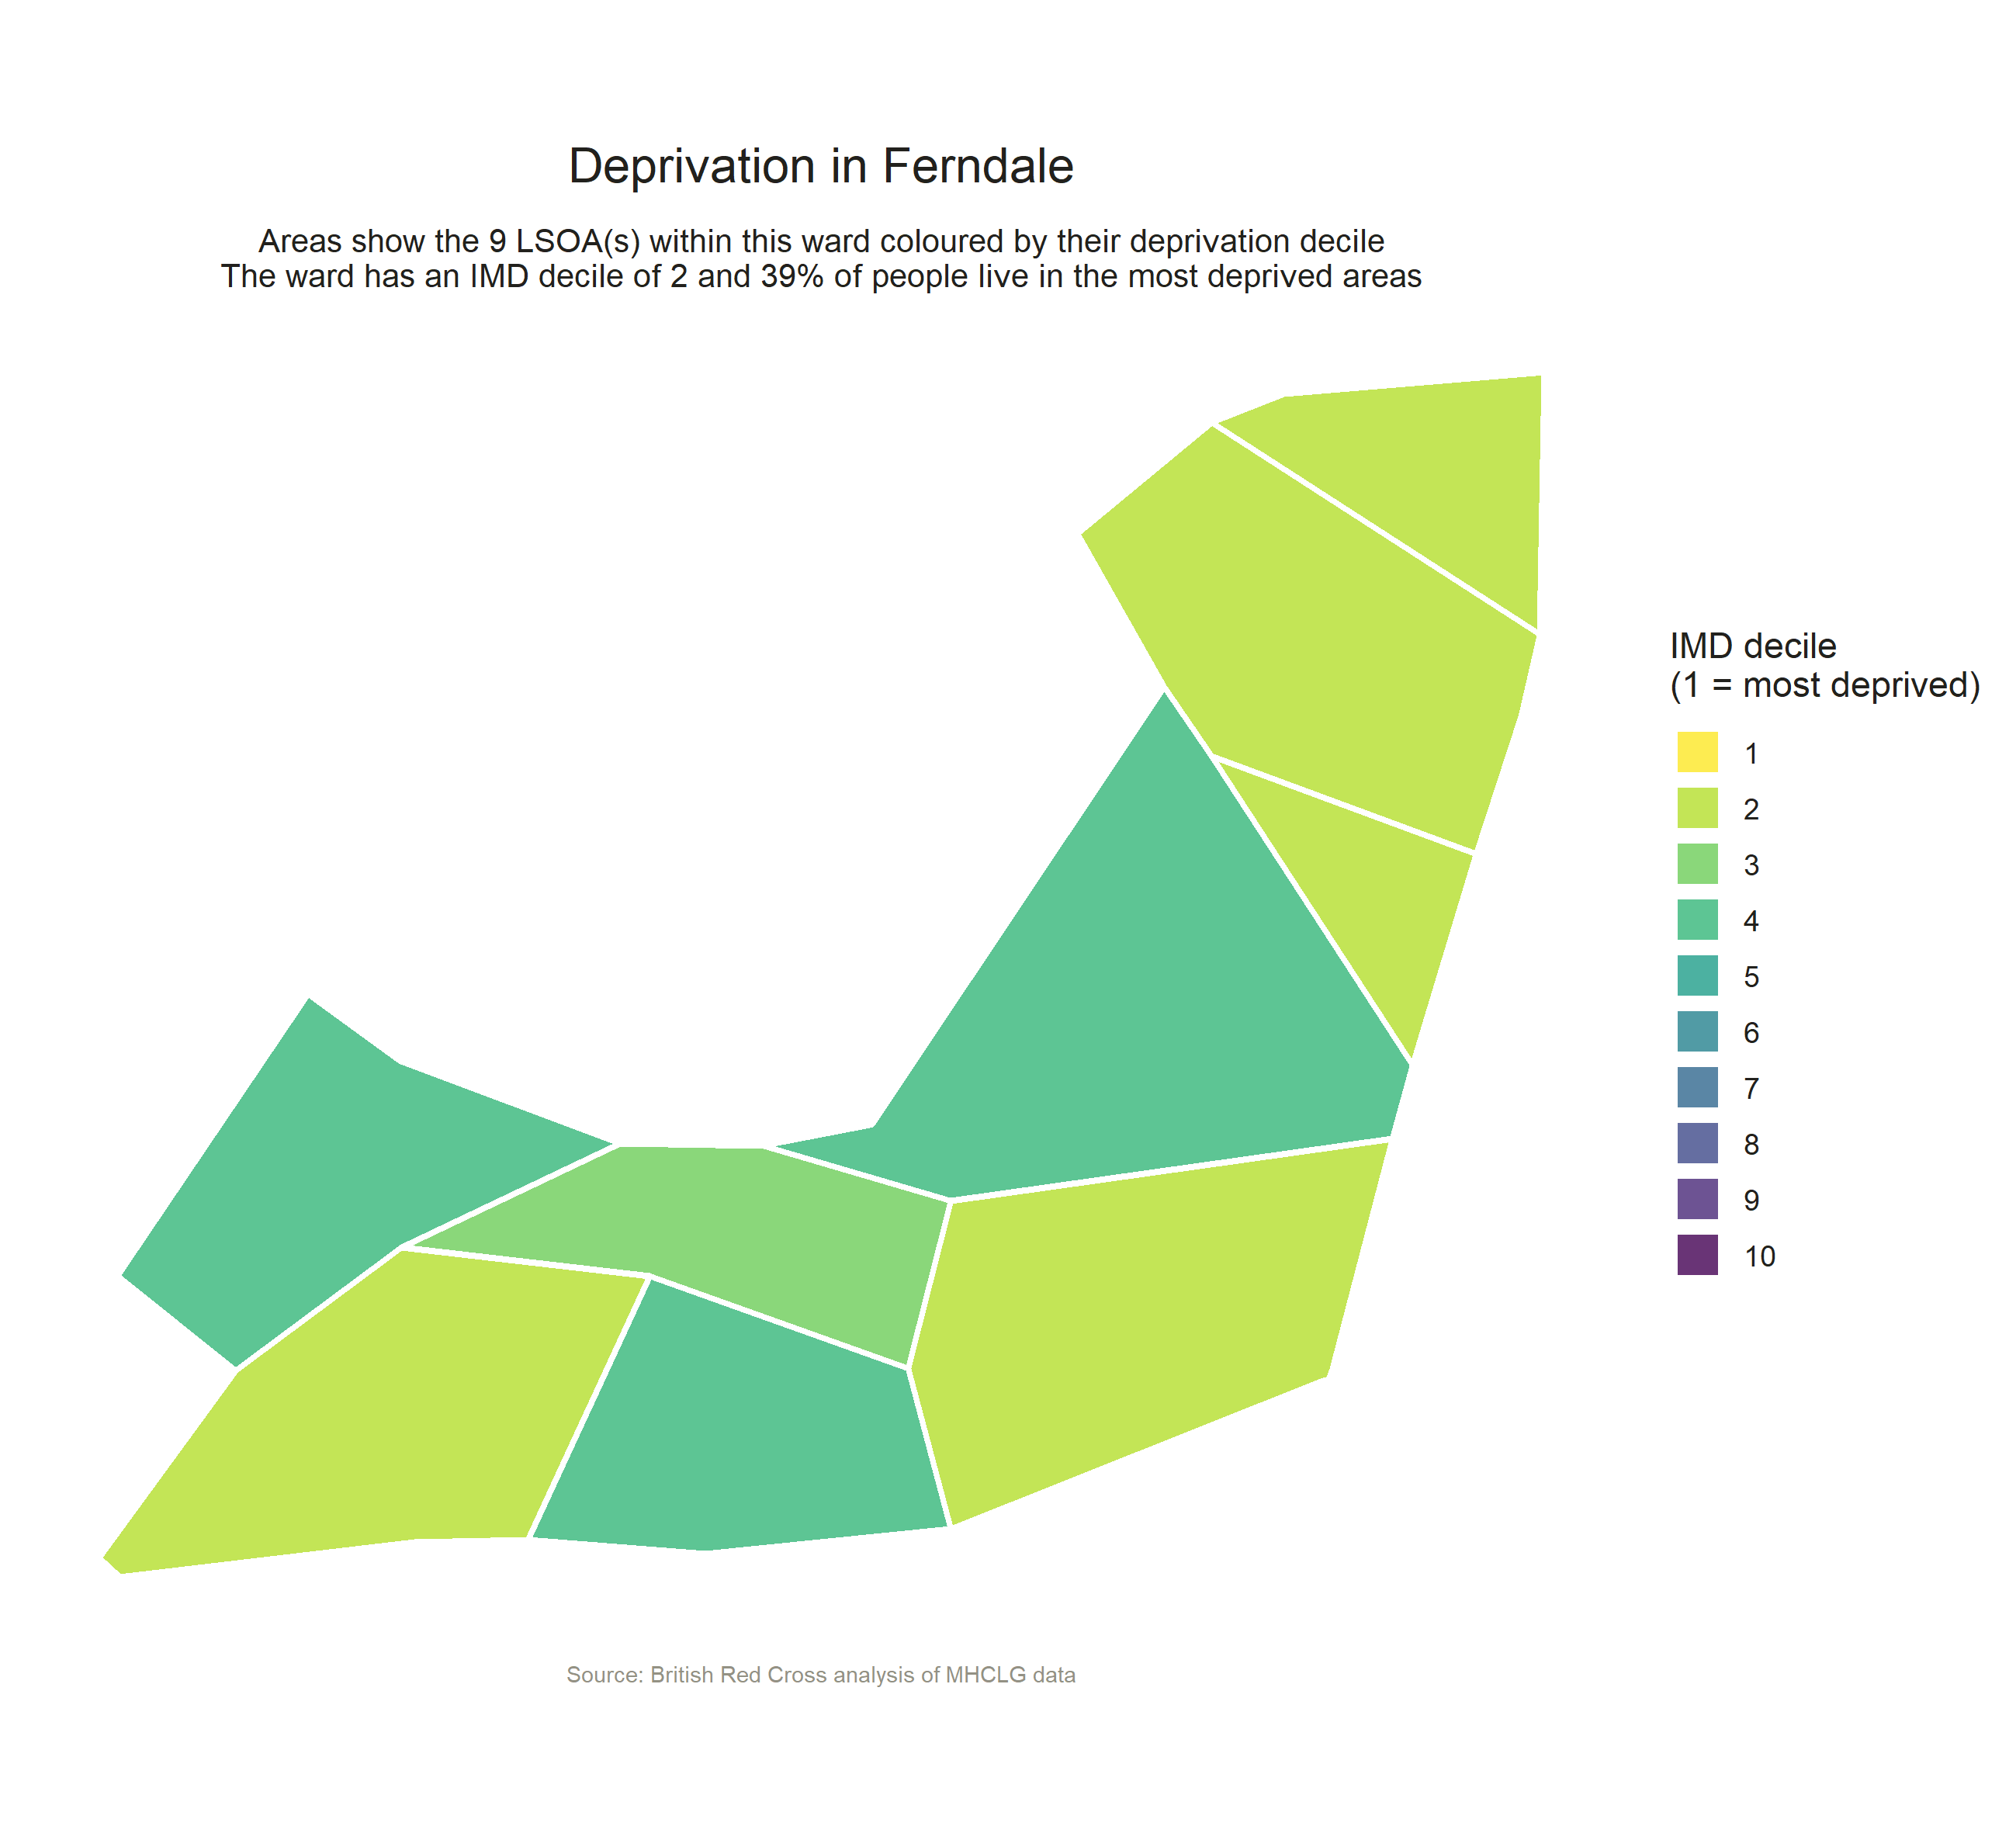 Deprivation in Ferndale
Areas show the 9 LSOA(s) within this ward coloured by their deprivation decile
The ward has an IMD decile of 2 and 39% of people live in the most deprived areas
IMD decile
(1 = most deprived)
1
2
3
4
5
6
7
8
9
10
Source: British Red Cross analysis of MHCLG data